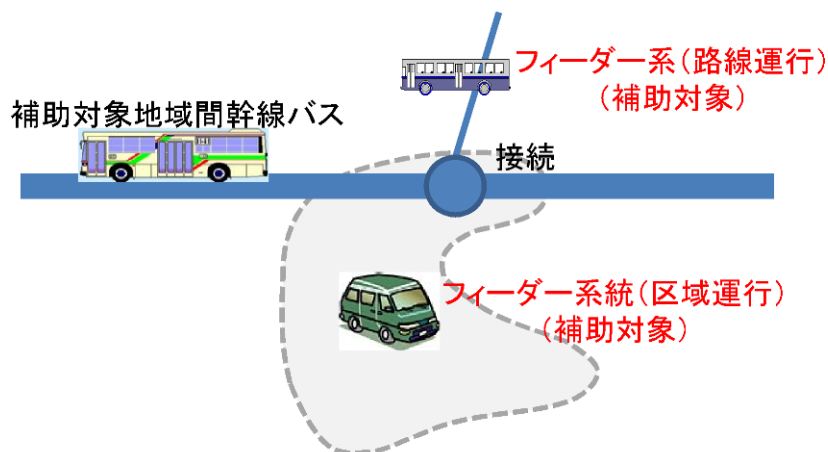 フィーダー系(路線運行)
(補助対象)
補助対象地域間幹線バス
接続
フィーダー系統(区域運行)
(補助対象)